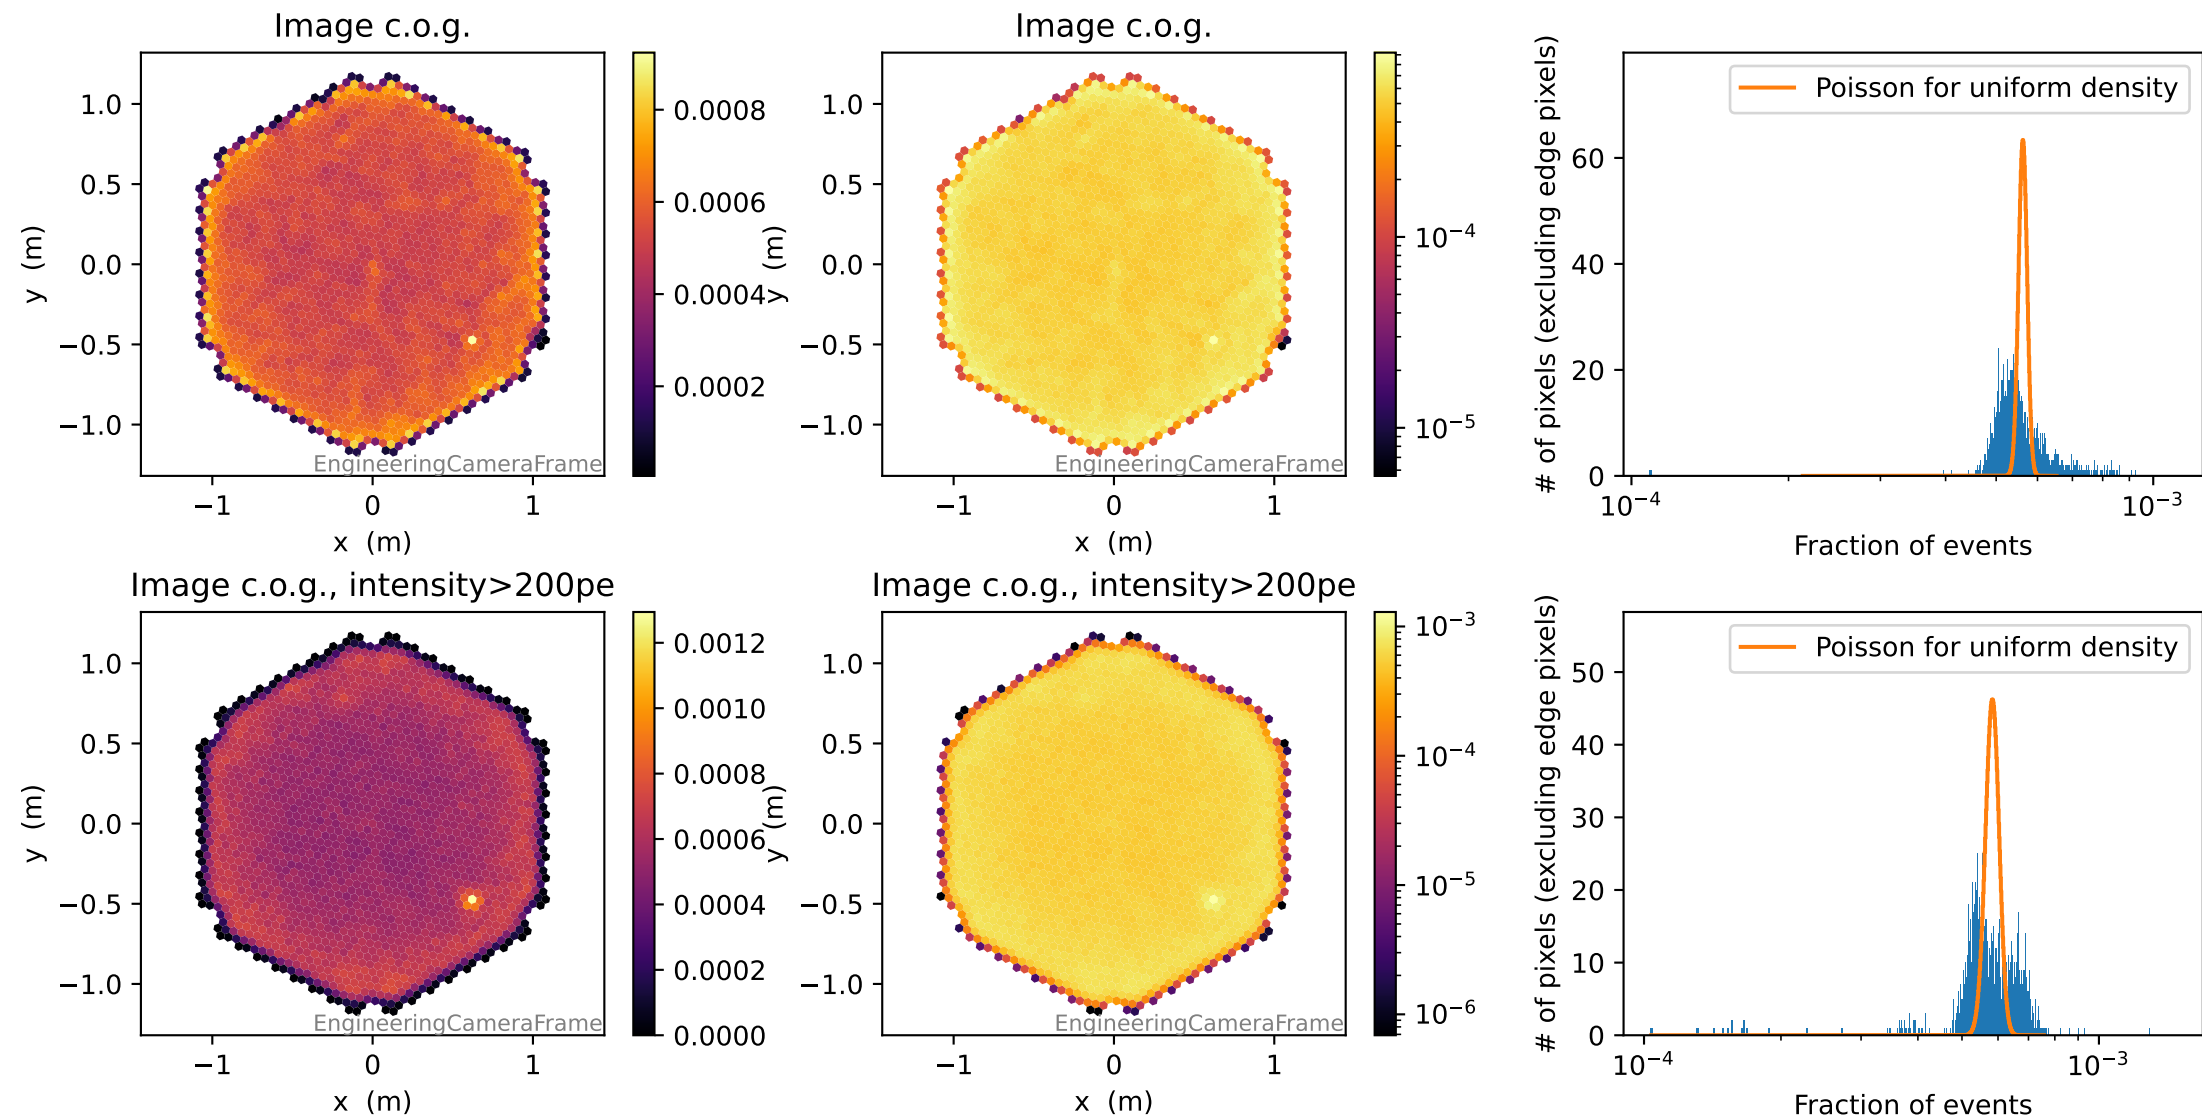 Image c.o.g.
1.0
0.5
0.0
−0.5
−1.0
y (m)
−1
0
1
x (m)
EngineeringCameraFrame
0.0008
0.0006
0.0004
0.0002
Image c.o.g.
1.0
0.5
0.0
−0.5
−1.0
y (m)
−1
0
1
x (m)
EngineeringCameraFrame
10⁻⁴
10⁻⁵
Poisson for uniform density
# of pixels (excluding edge pixels)
60
40
20
0
10⁻⁴
10⁻³
Fraction of events
Image c.o.g., intensity>200pe
1.0
0.5
0.0
−0.5
−1.0
y (m)
−1
0
1
x (m)
EngineeringCameraFrame
0.0012
0.0010
0.0008
0.0006
0.0004
0.0002
0.0000
Image c.o.g., intensity>200pe
1.0
0.5
0.0
−0.5
−1.0
y (m)
−1
0
1
x (m)
EngineeringCameraFrame
10⁻³
10⁻⁴
10⁻⁵
10⁻⁶
Poisson for uniform density
# of pixels (excluding edge pixels)
50
40
30
20
10
0
10⁻⁴
10⁻³
Fraction of events